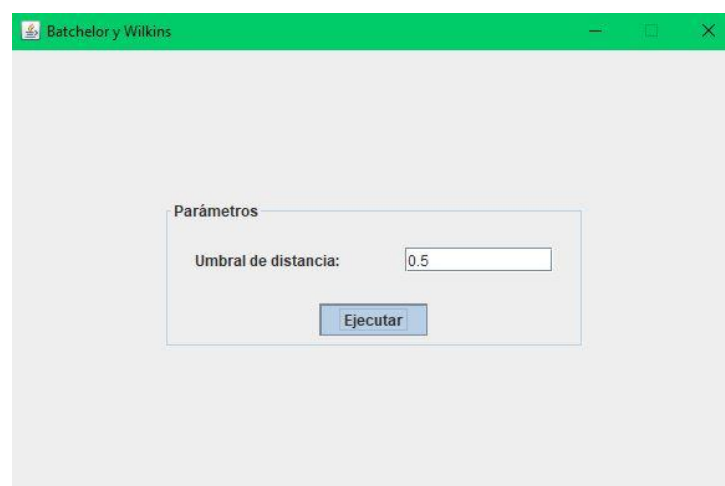 Batchelor y Wilkins
Parámetros
Umbral de distancia: 0.5
Ejecutar